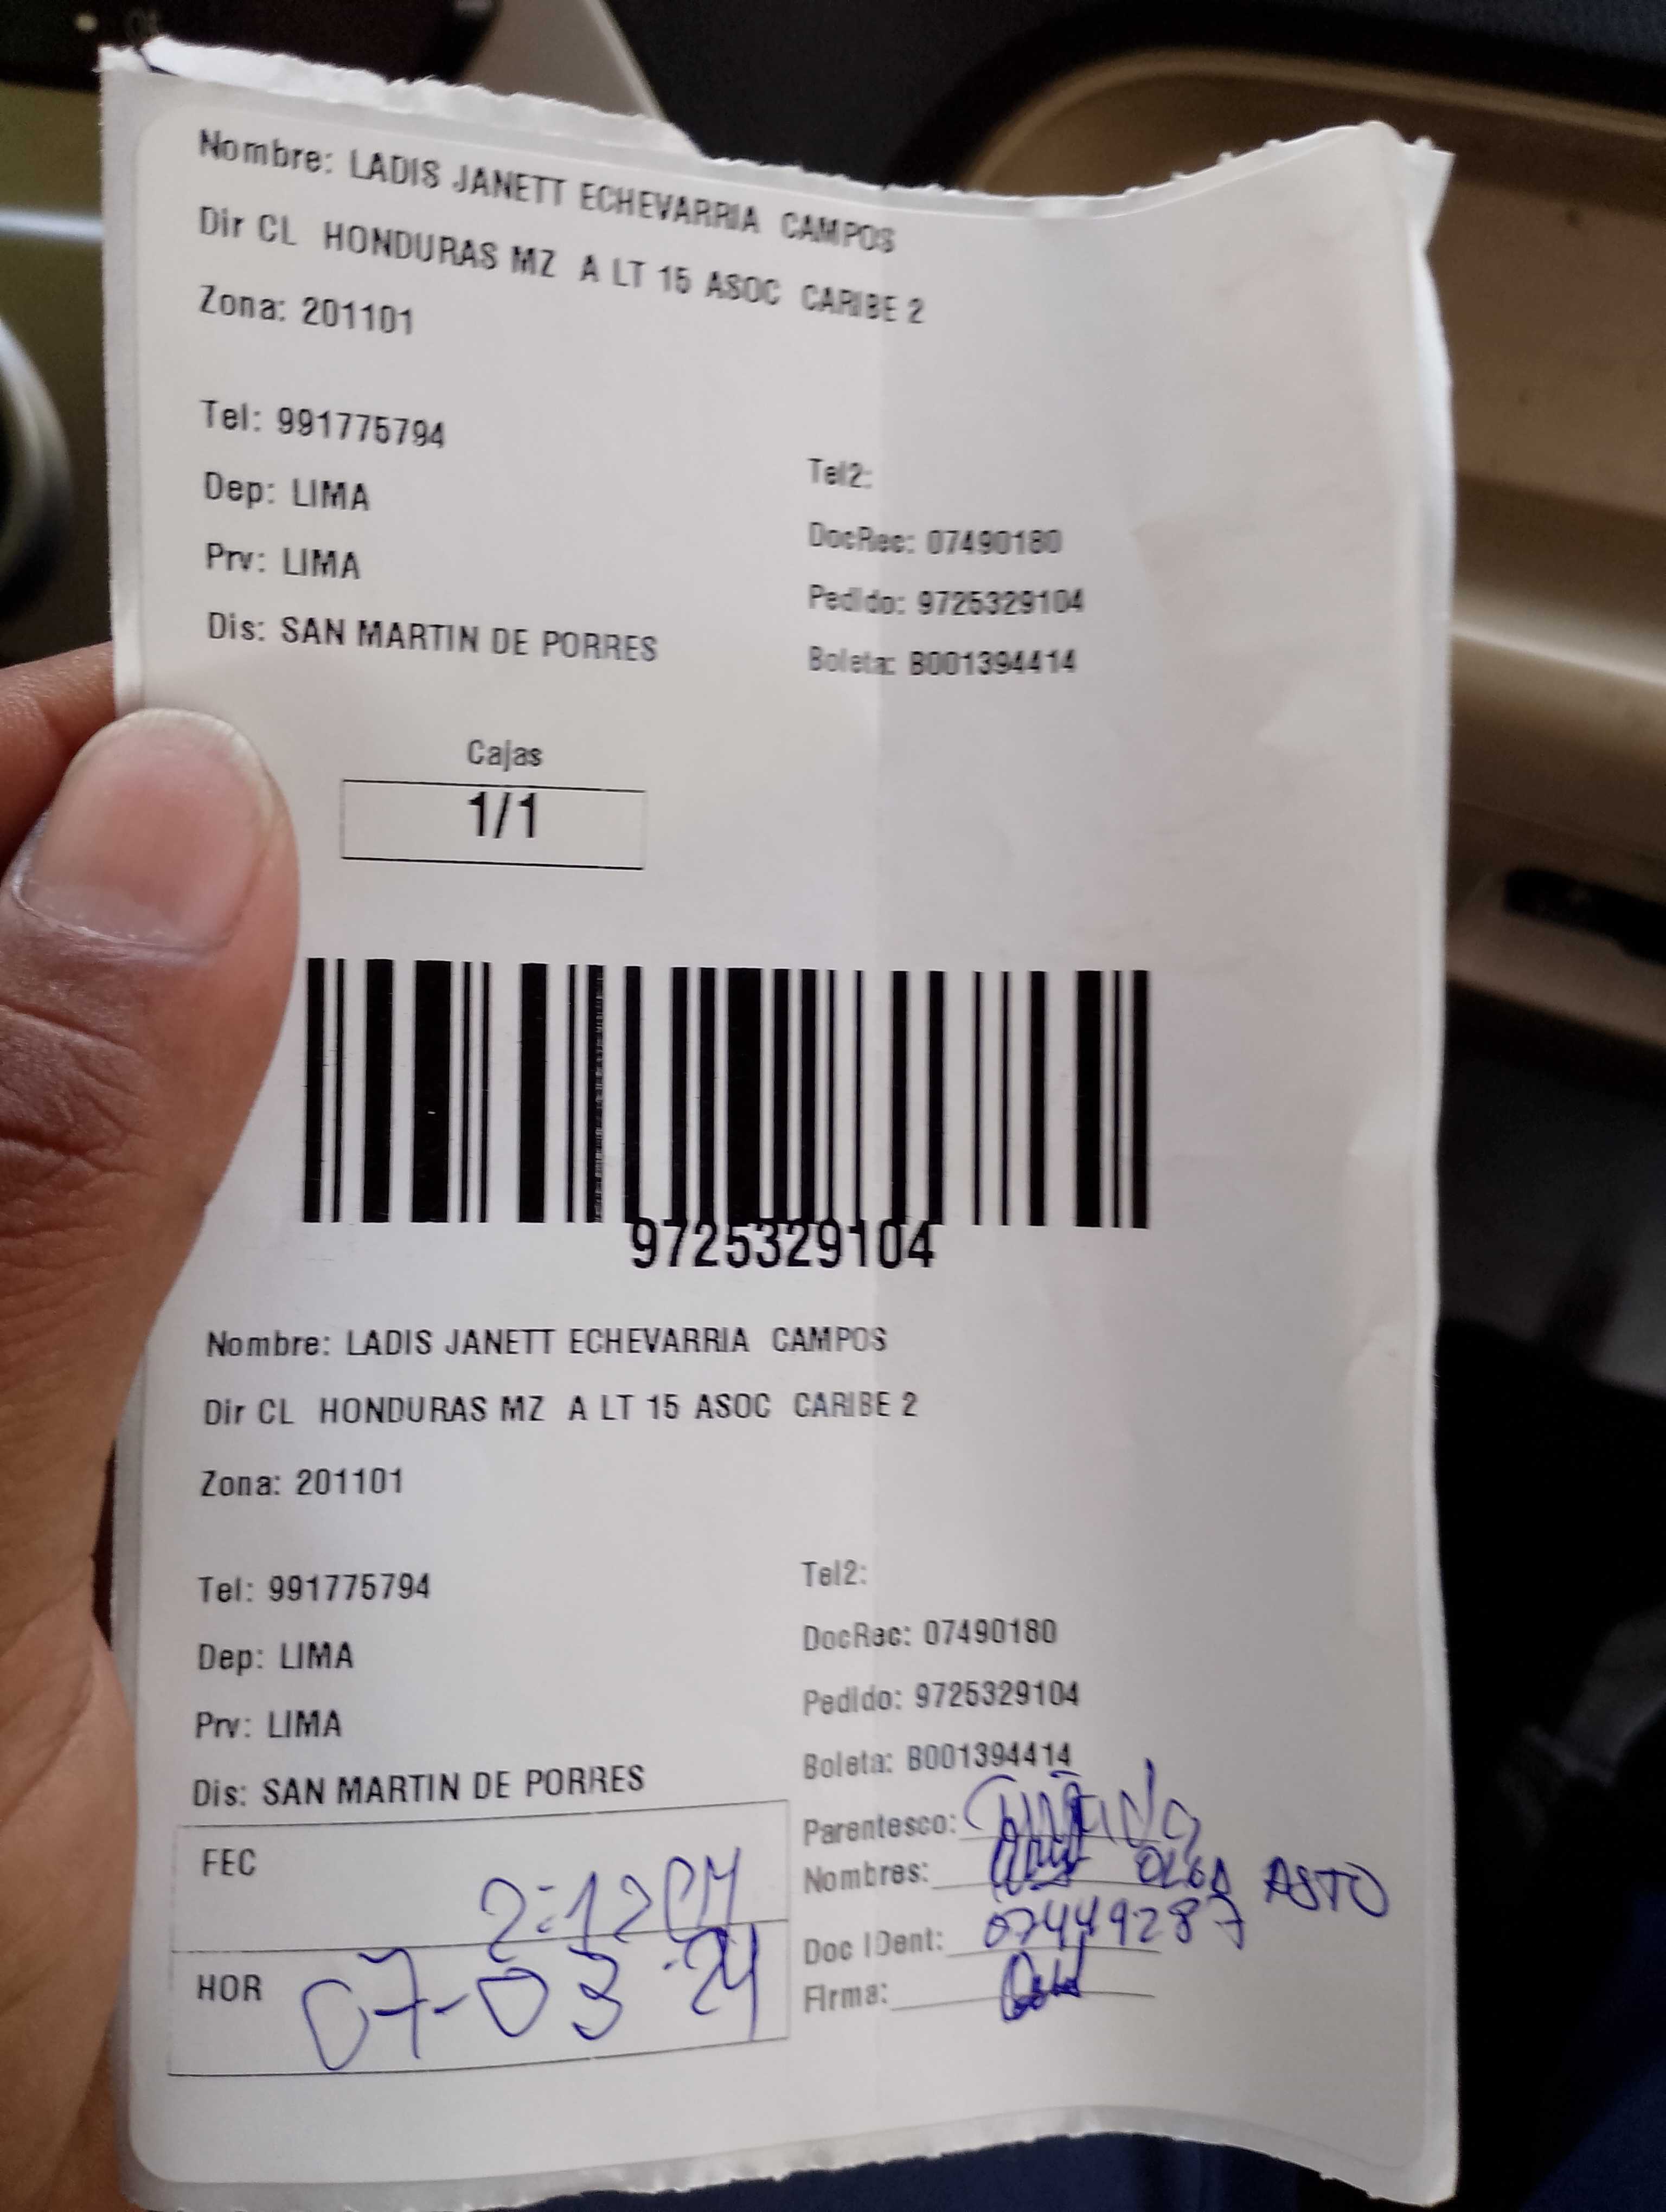 Nombre: LADIS JANETT ECHEVARRIA CAMPOS
Dir CL HONDURAS MZ A LT 15 ASOC CARIBE 2
Zona: 201101
Tel: 991775794
Tel2:
Dep: LIMA
DocRec: 07490180
Prv: LIMA
Pedido: 9725329104
Dis: SAN MARTIN DE PORRES
Boleta: B001394414
Cajas
1/1
9725329104
Nombre: LADIS JANETT ECHEVARRIA CAMPOS
Dir CL HONDURAS MZ A LT 15 ASOC CARIBE 2
Zona: 201101
Tel: 991775794
Tel2:
Dep: LIMA
DocRec: 07490180
Prv: LIMA
Pedido: 9725329104
Dis: SAN MARTIN DE PORRES
Boleta: B001394414
Parentesco: Cuñada
Nombres: OLGA ASTO
Doc IDent: 07449287
Firma:
FEC 2:12 PM
HOR 07-03-24